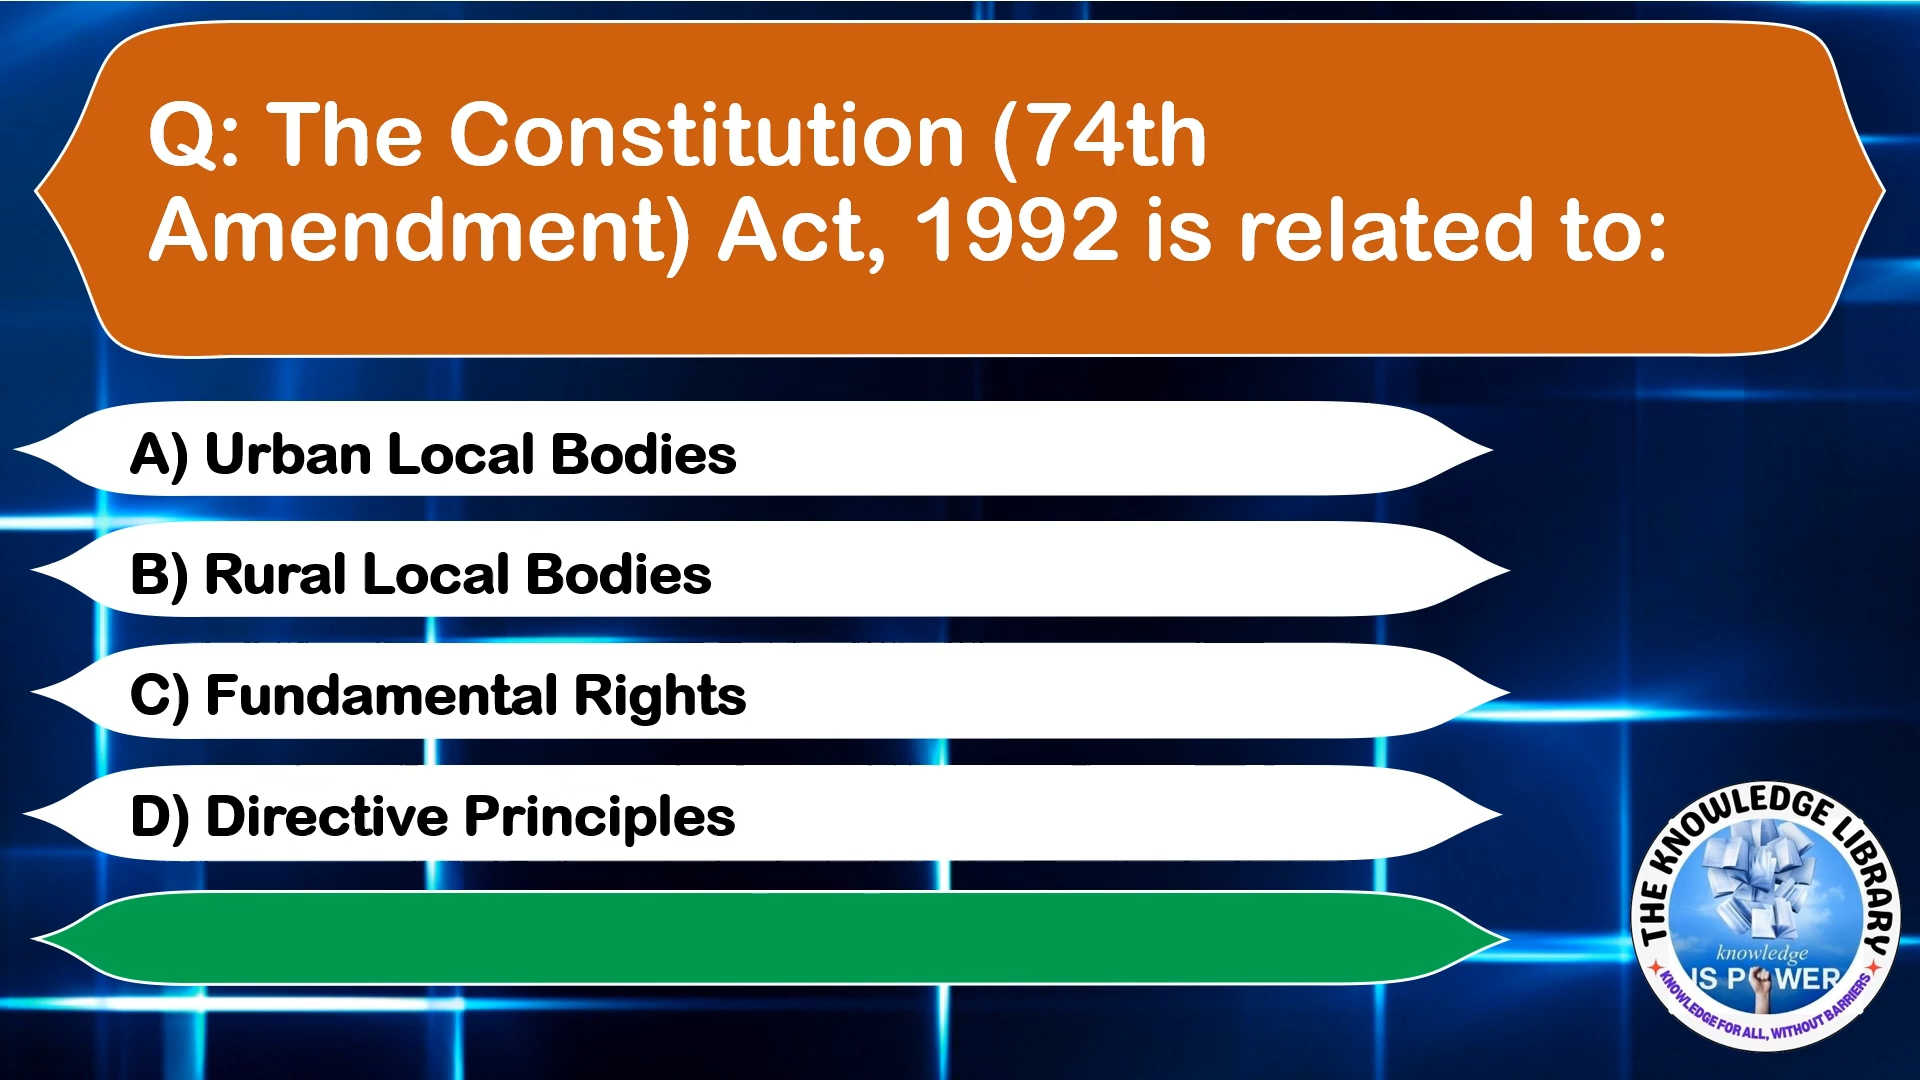 Q: The Constitution (74th
Amendment) Act, 1992 is related to:
A) Urban Local Bodies
B) Rural Local Bodies
C) Fundamental Rights
D) Directive Principles
THE KNOWLEDGE LIBRARY
knowledge
IS POWER
KNOWLEDGE FOR ALL, WITHOUT BARRIERS